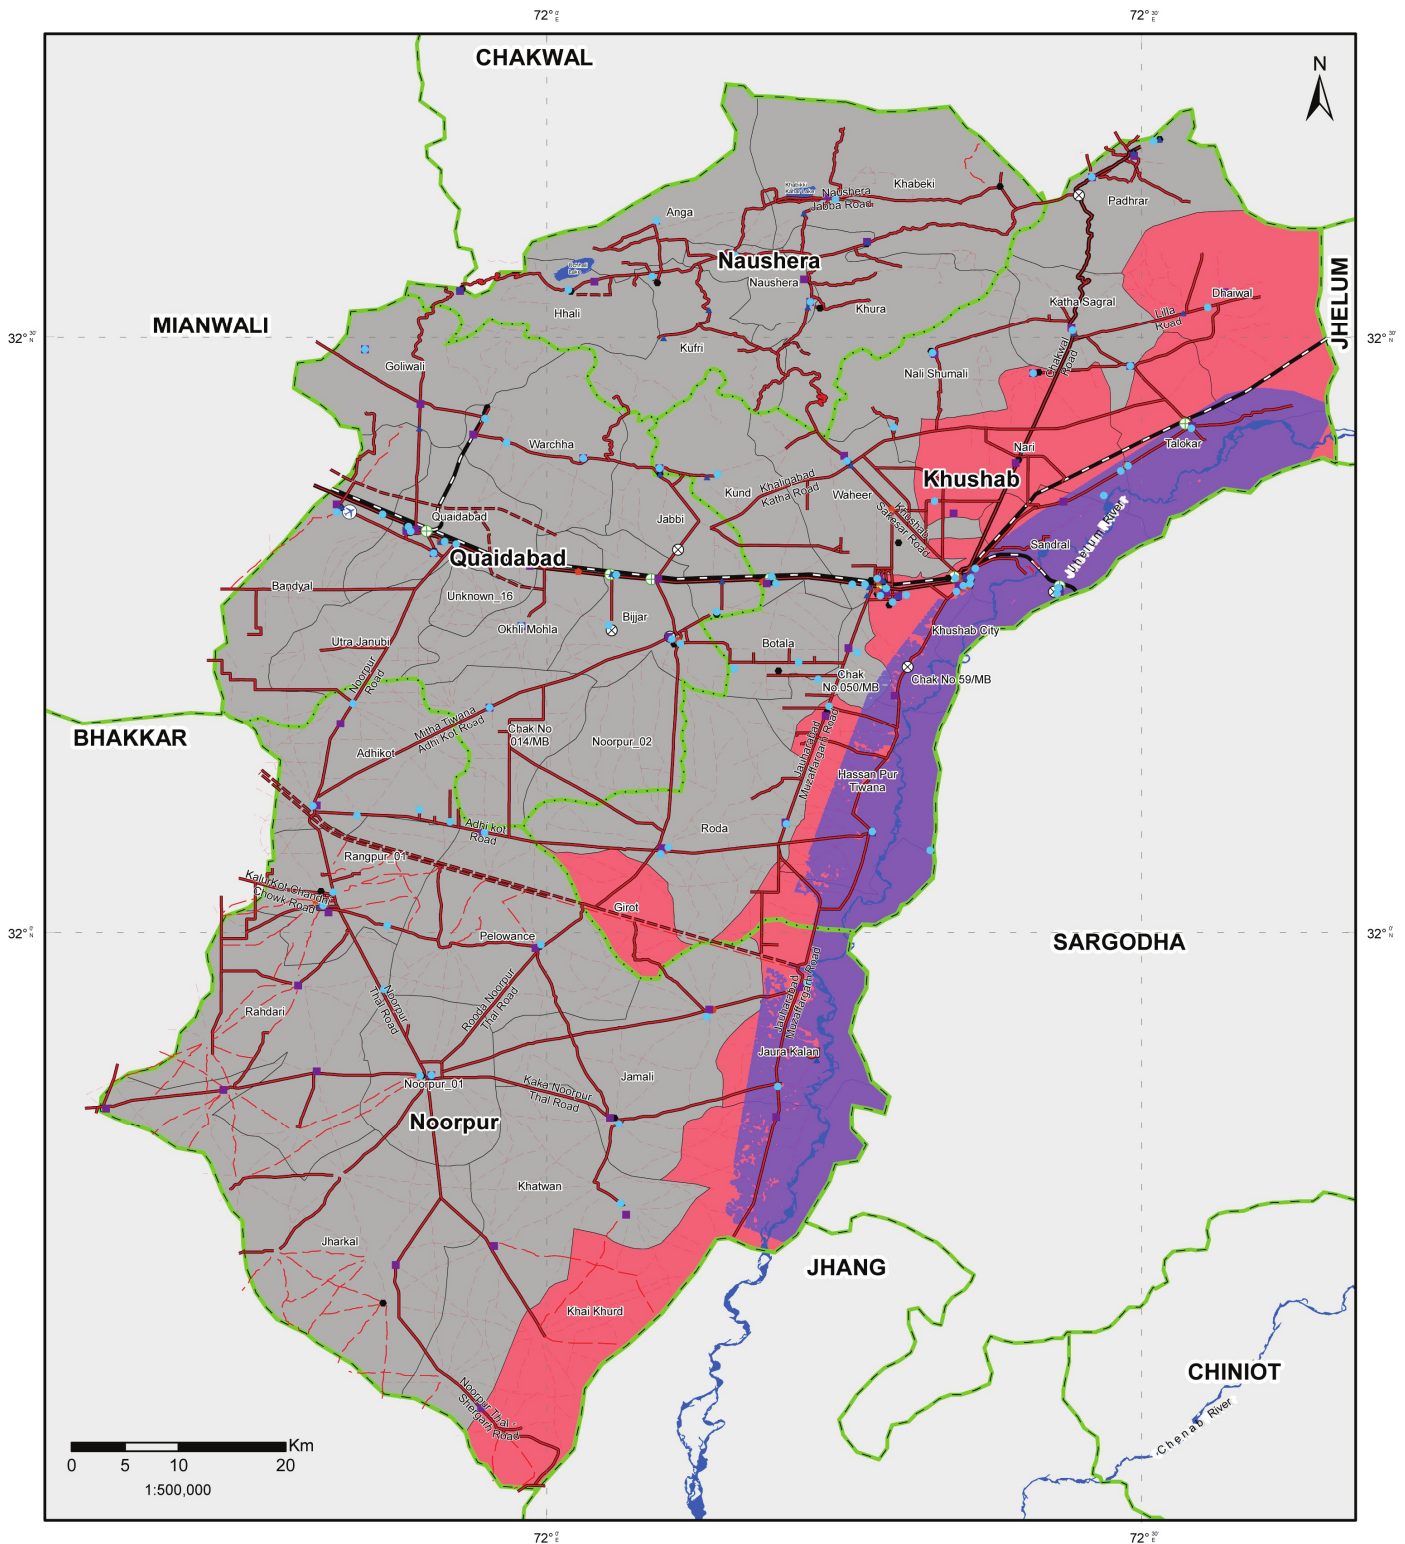 72° 0' E
72° 30' E
CHAKWAL
N
Padhrar
Khabeki
Naushera
Jabba Road
Anga
Naushera
Naushera
JHELUM
Dhaiwal
Katha Sagral
Lilla
Road
Khura
Hhali
MIANWALI
32° 30' N
32° 30' N
Kufri
Chakwal
Road
Goliwali
Nali Shumali
Warchha
Nari
Talokar
Khushab
Kund
Khaliqabad
Katha Road
Waheer
Quaidabad
Jabbi
Khushab
Sakesar Road
Jhuelum River
Sandral
Quaidabad
Bandyal
Unknown_16
Bijjar
Okhli Mohla
Khushab City
Utra Janubi
Botala
Noorpur
Road
Chak
No.050/MB
Chak No 59/MB
BHAKKAR
Mitha Tiwana
Adhi Kot Road
Chak No
014/MB
Noorpur_02
Adhikot
Jauharabad
Muzaffargarh Road
Hassan Pur
Tiwana
Adhi kot
Road
Roda
Rangpur_01
KalurKot Chandni
Chowk Road
Girot
32° 0' N
32° 0' N
Pelowance
SARGODHA
Rahdari
Noorpur
Thal Road
Rooda Noorpur
Thal Road
Jauharabad
Muzaffargarh Road
Jaura Kalan
Noorpur_01
Jamali
Kaka Noorpur
Thal Road
Noorpur
Khatwan
Jharkal
JHANG
Khai Khurd
CHINIOT
Noorpur Thal -
Shergarh Road
Chenab River
Km
0 5 10 20
1:500,000
72° 0' E
72° 30' E